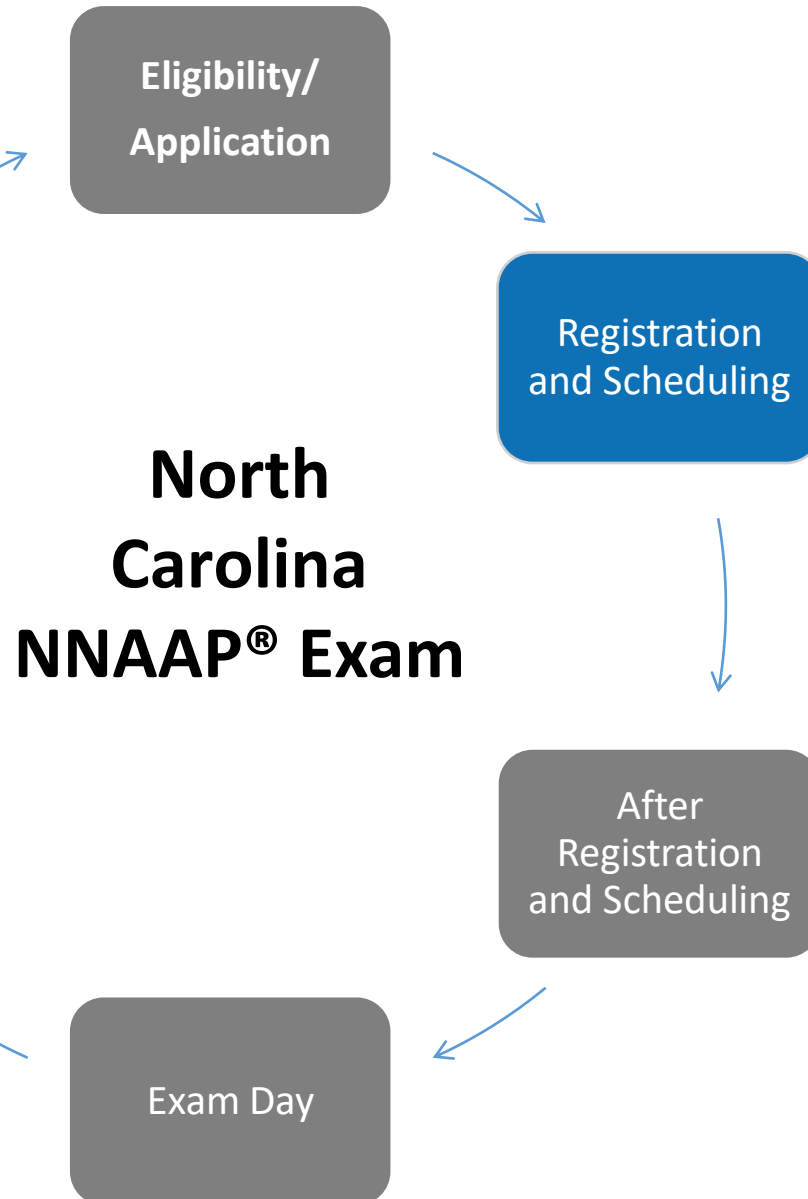 Eligibility/
Application
Registration
and Scheduling
North
Carolina
NNAAP® Exam
After
Registration
and Scheduling
Exam Day